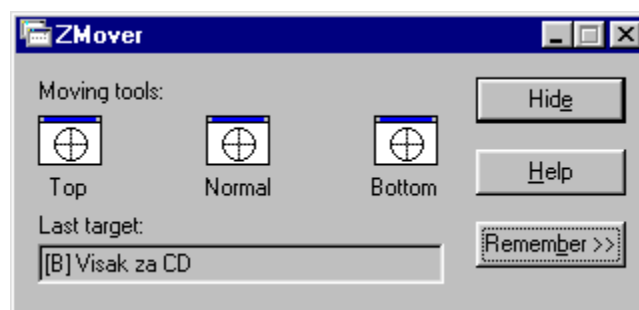 ZMover
Moving tools:
Hide
Top Normal Bottom
Help
Last target:
Remember >>
[B] Visak za CD